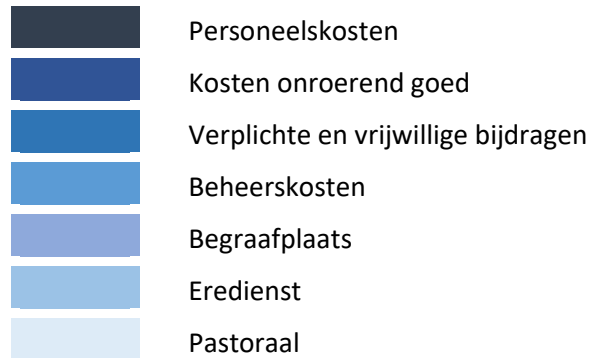 Personeelskosten
Kosten onroerend goed
Verplichte en vrijwillige bijdragen
Beheerskosten
Begraafplaats
Eredienst
Pastoraal